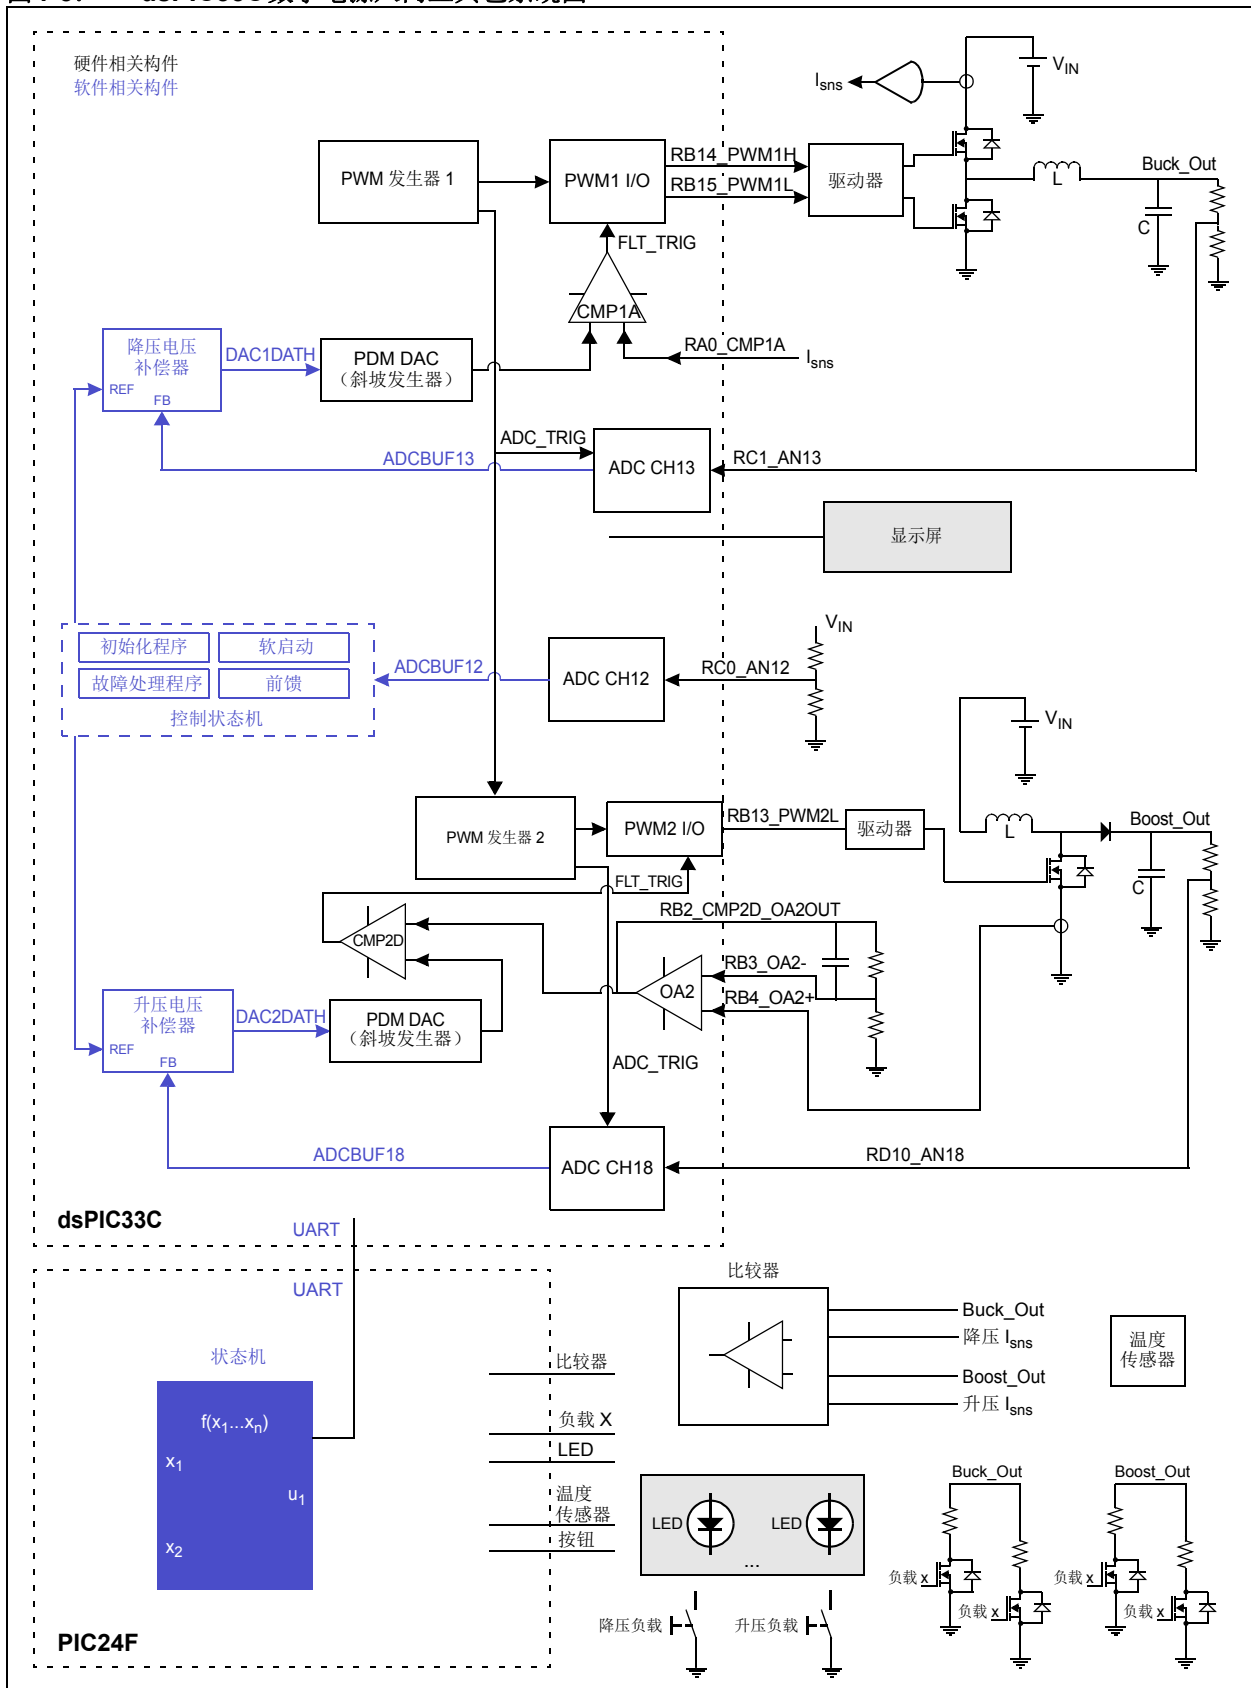 硬件相关构件
软件相关构件
I_sns
V_IN
PWM 发生器 1
PWM1 I/O
RB14_PWM1H
RB15_PWM1L
驱动器
L
Buck_Out
C
FLT_TRIG
CMP1A
降压电压
补偿器
REF
FB
DAC1DATH
PDM DAC
（斜坡发生器）
RA0_CMP1A
I_sns
ADC_TRIG
ADCBUF13
ADC CH13
RC1_AN13
显示屏
初始化程序
软启动
故障处理程序
前馈
控制状态机
ADCBUF12
ADC CH12
RC0_AN12
V_IN
V_IN
PWM 发生器 2
PWM2 I/O
RB13_PWM2L
驱动器
L
Boost_Out
C
FLT_TRIG
CMP2D
RB2_CMP2D_OA2OUT
OA2
RB3_OA2-
RB4_OA2+
升压电压
补偿器
REF
FB
DAC2DATH
PDM DAC
（斜坡发生器）
ADC_TRIG
ADCBUF18
ADC CH18
RD10_AN18
dsPIC33C
UART
UART
状态机
f(x1...xn)
x1
u1
x2
比较器
负载 X
LED
温度
传感器
按钮
PIC24F
比较器
Buck_Out
降压 I_sns
Boost_Out
升压 I_sns
温度
传感器
LED
LED
...
降压负载
升压负载
Buck_Out
负载 x
负载 x
Boost_Out
负载 x
负载 x